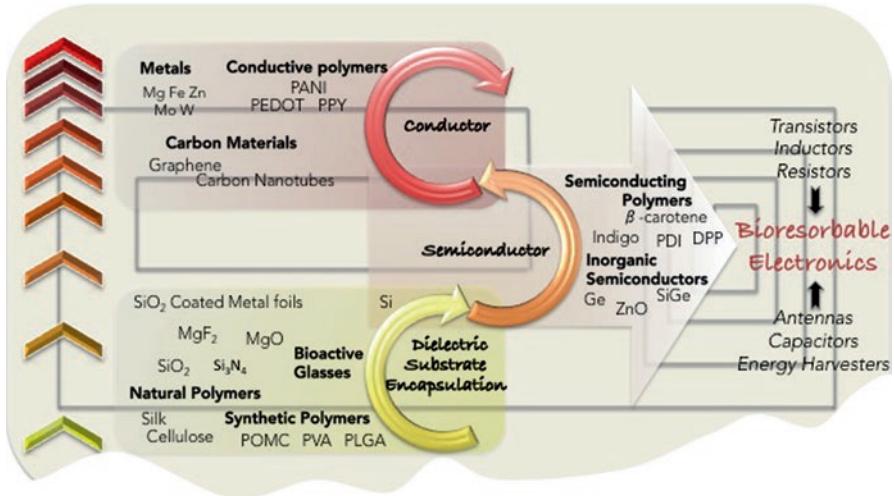 Metals
Mg Fe Zn
Mo W
Conductive polymers
PANI
PEDOT PPY
Carbon Materials
Graphene
Carbon Nanotubes
Conductor
Semiconducting
Polymers
β-carotene
Indigo PDI DPP
Inorganic
Semiconductors
Ge ZnO SiGe
Semiconductor
SiO₂ Coated Metal foils Si
MgF₂ MgO
SiO₂ Si₃N₄
Bioactive
Glasses
Natural Polymers
Silk
Cellulose
Synthetic Polymers
POMC PVA PLGA
Dielectric
Substrate
Encapsulation
Transistors
Inductors
Resistors
Bioresorbable
Electronics
Antennas
Capacitors
Energy Harvesters